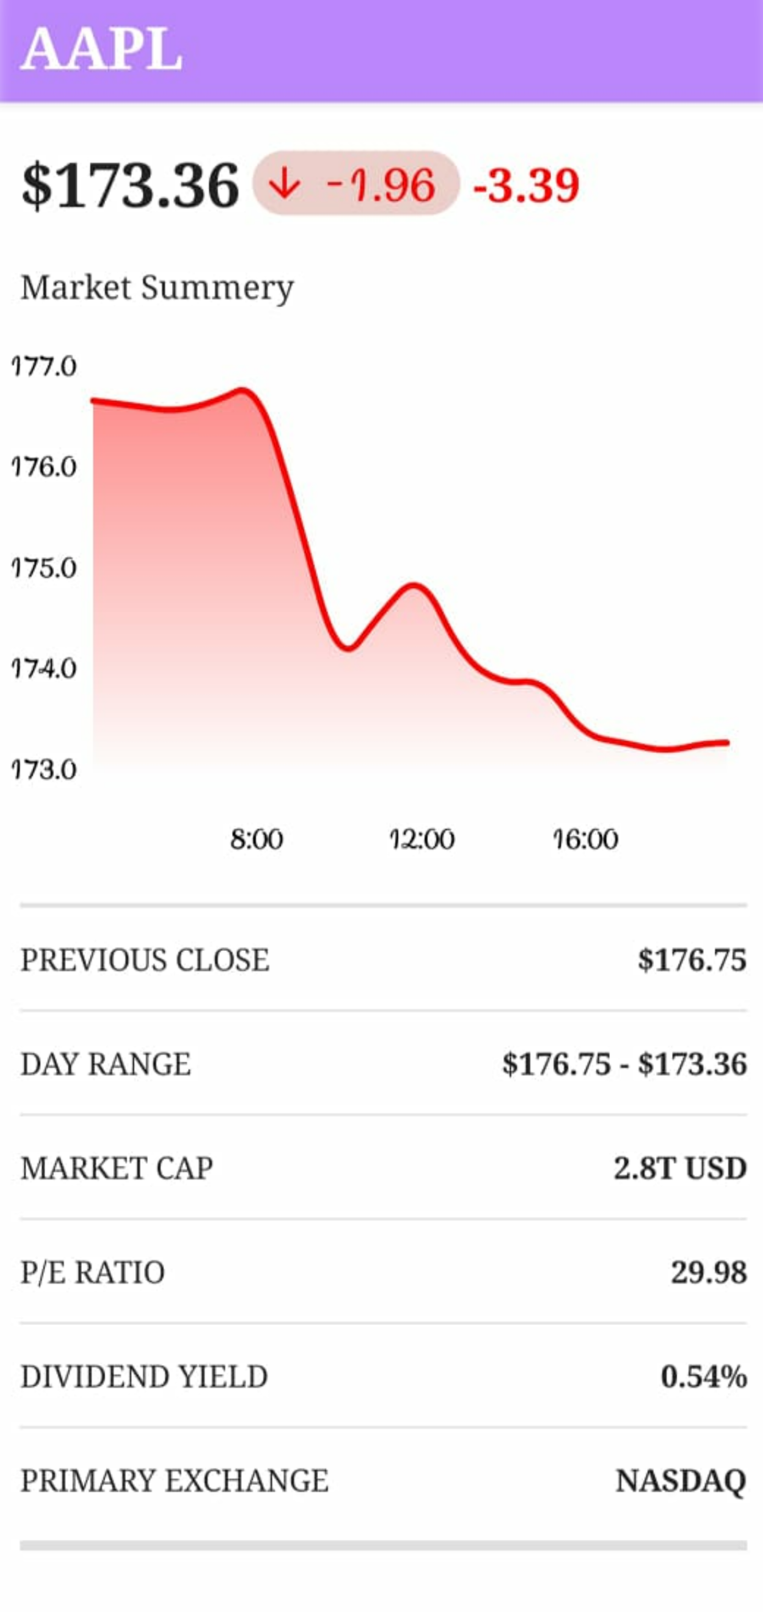 AAPL
$173.36 ↓ -1.96 -3.39
Market Summery
177.0
176.0
175.0
174.0
173.0
8:00 12:00 16:00
PREVIOUS CLOSE $176.75
DAY RANGE $176.75 - $173.36
MARKET CAP 2.8T USD
P/E RATIO 29.98
DIVIDEND YIELD 0.54%
PRIMARY EXCHANGE NASDAQ